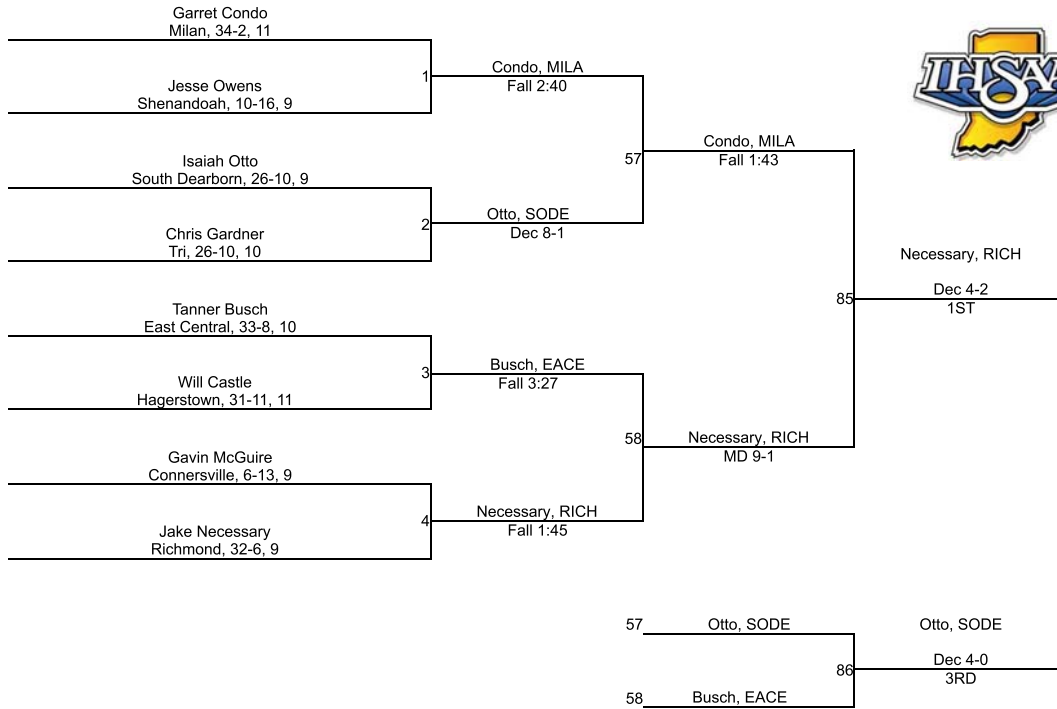 Garret Condo
Milan, 34-2, 11
Jesse Owens
Shenandoah, 10-16, 9
Isaiah Otto
South Dearborn, 26-10, 9
Chris Gardner
Tri, 26-10, 10
Tanner Busch
East Central, 33-8, 10
Will Castle
Hagerstown, 31-11, 11
Gavin McGuire
Connersville, 6-13, 9
Jake Necessary
Richmond, 32-6, 9
1
Condo, MILA
Fall 2:40
2
Otto, SODE
Dec 8-1
3
Busch, EACE
Fall 3:27
4
Necessary, RICH
Fall 1:45
57
Condo, MILA
Fall 1:43
58
Necessary, RICH
MD 9-1
IHSAA
85
Necessary, RICH
Dec 4-2
1ST
57
Otto, SODE
58
Busch, EACE
86
Otto, SODE
Dec 4-0
3RD